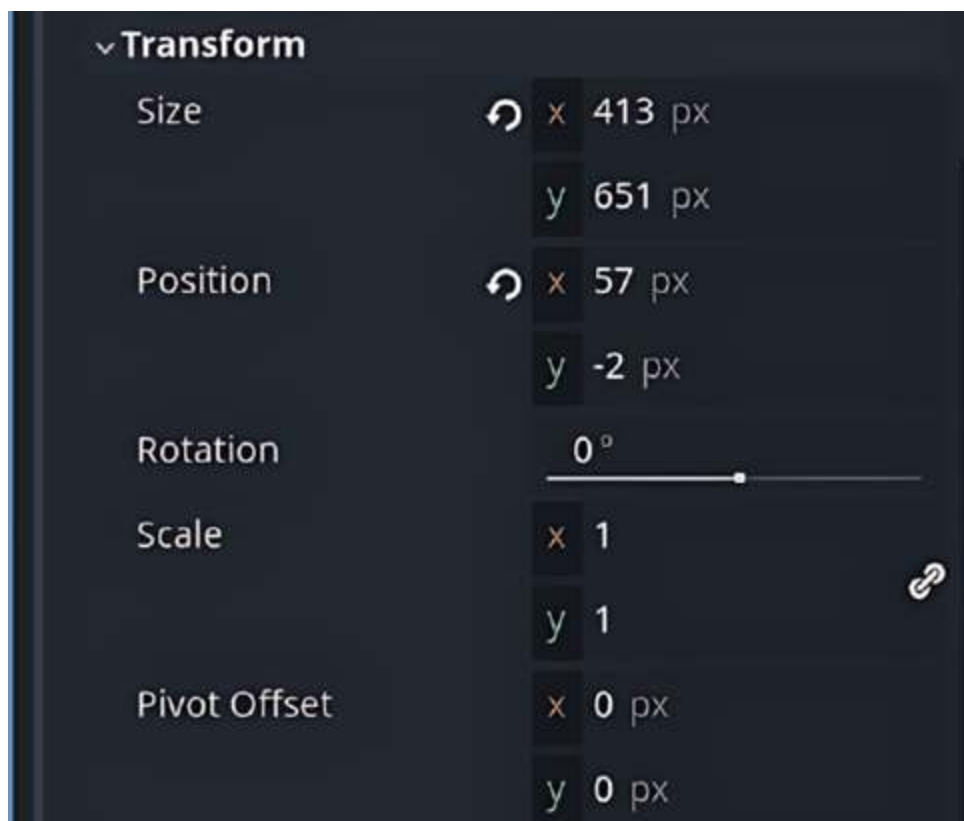 Transform
Size x 413 px
y 651 px
Position x 57 px
y -2 px
Rotation 0°
Scale x 1
y 1
Pivot Offset x 0 px
y 0 px